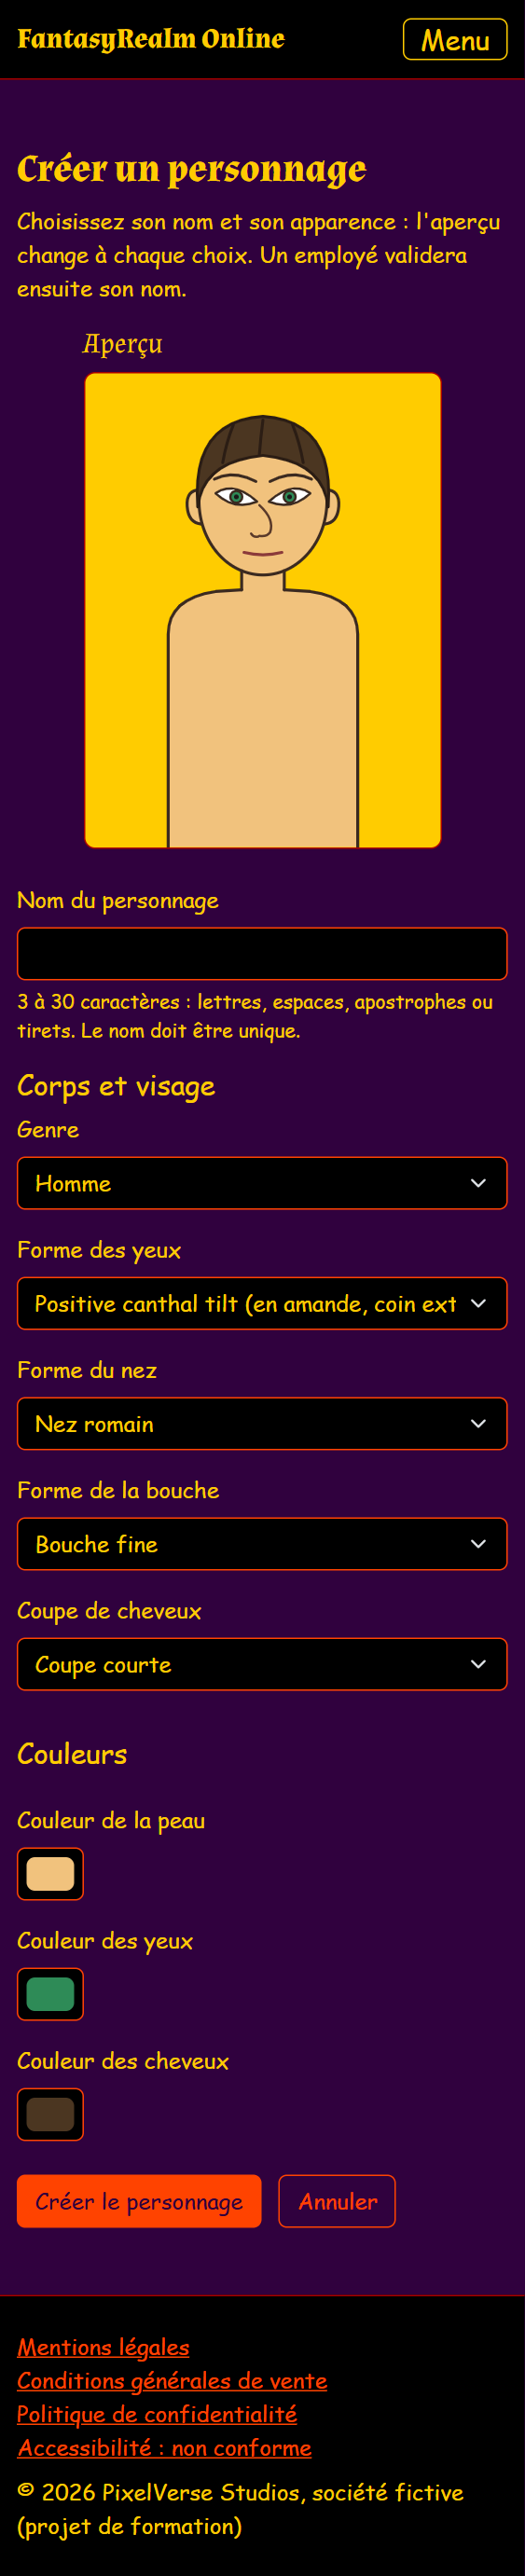 FantasyRealm Online
Menu
Créer un personnage
Choisissez son nom et son apparence : l'aperçu
change à chaque choix. Un employé validera
ensuite son nom.
Aperçu
Nom du personnage
3 à 30 caractères : lettres, espaces, apostrophes ou
tirets. Le nom doit être unique.
Corps et visage
Genre
Homme
Forme des yeux
Positive canthal tilt (en amande, coin ext
Forme du nez
Nez romain
Forme de la bouche
Bouche fine
Coupe de cheveux
Coupe courte
Couleurs
Couleur de la peau
Couleur des yeux
Couleur des cheveux
Créer le personnage
Annuler
Mentions légales
Conditions générales de vente
Politique de confidentialité
Accessibilité : non conforme
© 2026 PixelVerse Studios, société fictive
(projet de formation)